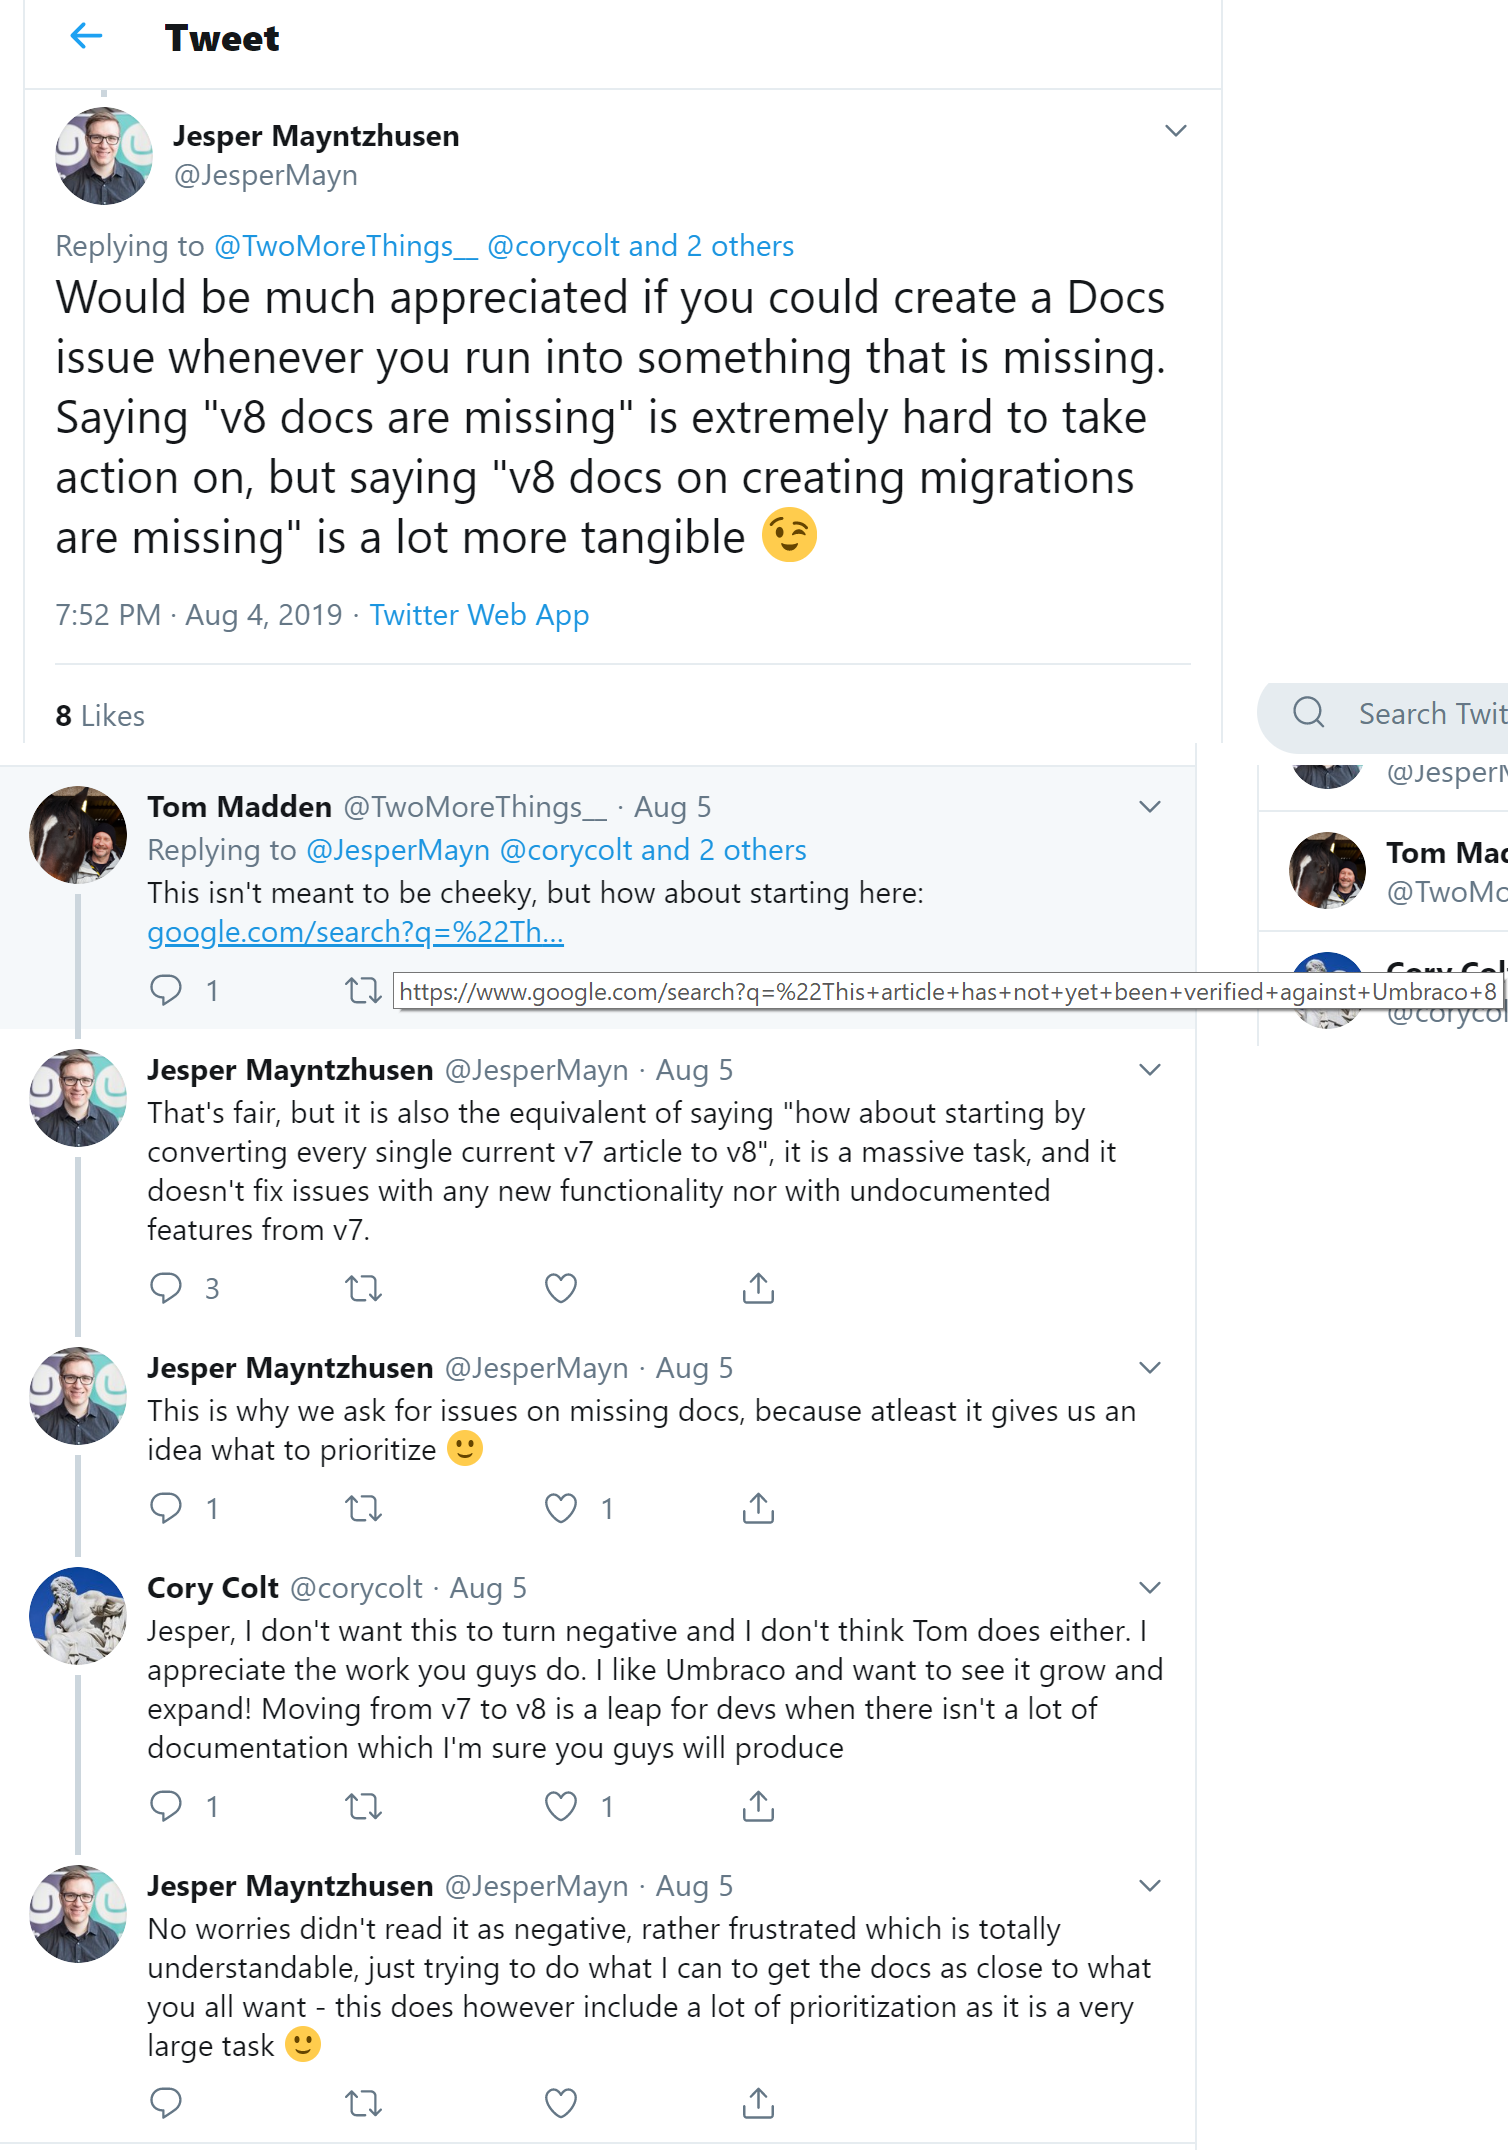 Tweet
Jesper Mayntzhusen
@JesperMayn
Replying to @TwoMoreThings__ @corycolt and 2 others
Would be much appreciated if you could create a Docs
issue whenever you run into something that is missing.
Saying "v8 docs are missing" is extremely hard to take
action on, but saying "v8 docs on creating migrations
are missing" is a lot more tangible 😉
7:52 PM · Aug 4, 2019 · Twitter Web App
8 Likes
Search Twit
@JesperM
Tom Mad
@TwoMo
Cory Col
@corycol
Tom Madden @TwoMoreThings__ · Aug 5
Replying to @JesperMayn @corycolt and 2 others
This isn't meant to be cheeky, but how about starting here:
google.com/search?q=%22Th...
1
https://www.google.com/search?q=%22This+article+has+not+yet+been+verified+against+Umbraco+8
Jesper Mayntzhusen @JesperMayn · Aug 5
That's fair, but it is also the equivalent of saying "how about starting by
converting every single current v7 article to v8", it is a massive task, and it
doesn't fix issues with any new functionality nor with undocumented
features from v7.
3
Jesper Mayntzhusen @JesperMayn · Aug 5
This is why we ask for issues on missing docs, because atleast it gives us an
idea what to prioritize 🙂
1 1
Cory Colt @corycolt · Aug 5
Jesper, I don't want this to turn negative and I don't think Tom does either. I
appreciate the work you guys do. I like Umbraco and want to see it grow and
expand! Moving from v7 to v8 is a leap for devs when there isn't a lot of
documentation which I'm sure you guys will produce
1 1
Jesper Mayntzhusen @JesperMayn · Aug 5
No worries didn't read it as negative, rather frustrated which is totally
understandable, just trying to do what I can to get the docs as close to what
you all want - this does however include a lot of prioritization as it is a very
large task 🙂